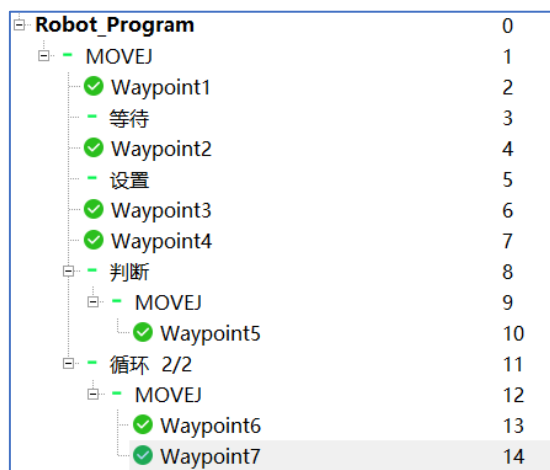 Robot_Program 0
MOVEJ 1
Waypoint1 2
等待 3
Waypoint2 4
设置 5
Waypoint3 6
Waypoint4 7
判断 8
MOVEJ 9
Waypoint5 10
循环 2/2 11
MOVEJ 12
Waypoint6 13
Waypoint7 14